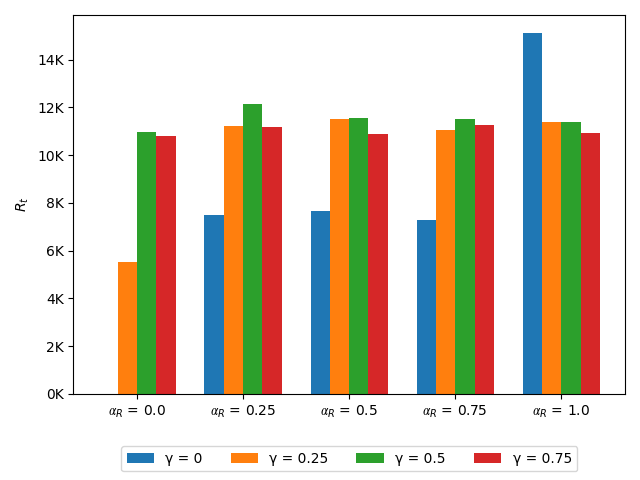 14K
12K
10K
8K
6K
4K
2K
0K
R_t
α_R = 0.0 α_R = 0.25 α_R = 0.5 α_R = 0.75 α_R = 1.0
γ = 0 γ = 0.25 γ = 0.5 γ = 0.75